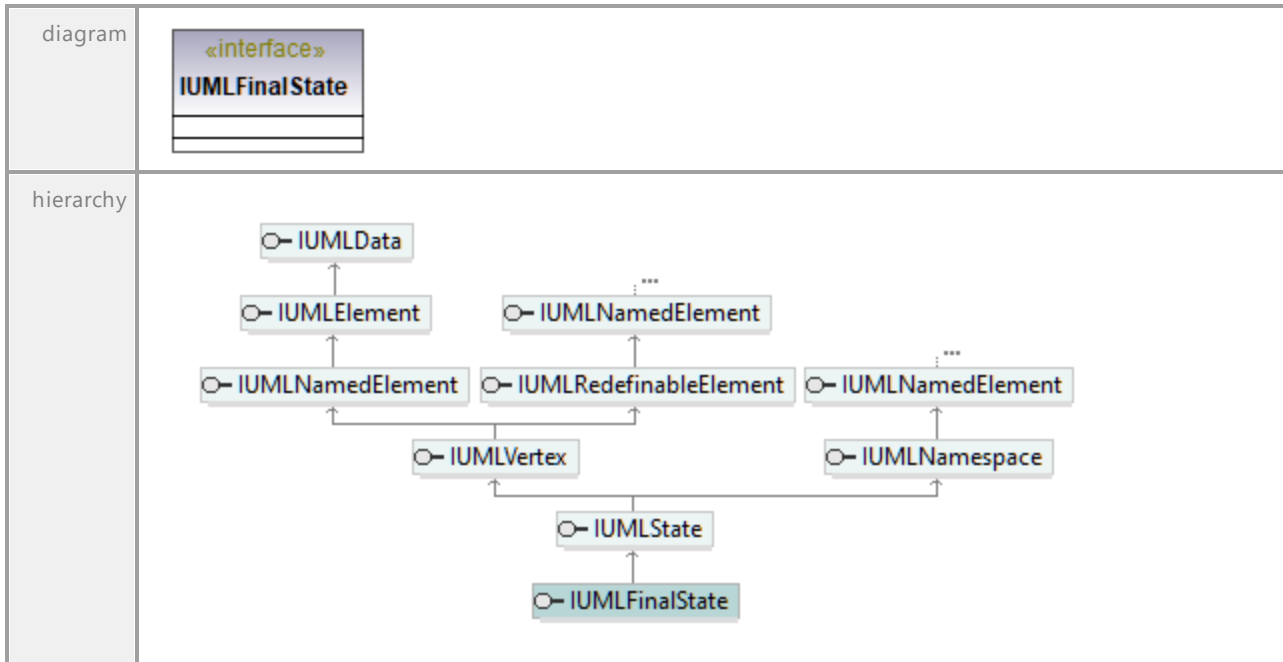 diagram
«interface»
IUMLFinalState
hierarchy
IUMLData
...
IUMLElement
IUMLNamedElement
...
IUMLNamedElement
IUMLRedefinableElement
IUMLNamedElement
IUMLVertex
IUMLNamespace
IUMLState
IUMLFinalState